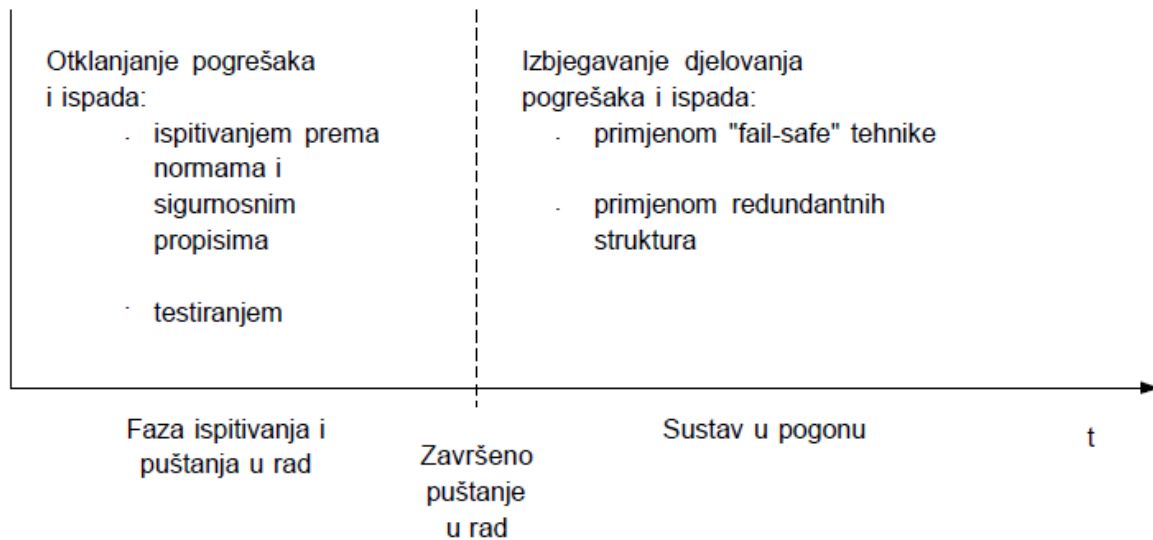 Otklanjanje pogrešaka
i ispada:
· ispitivanjem prema
normama i
sigurnosnim
propisima
· testiranjem
Izbjegavanje djelovanja
pogrešaka i ispada:
· primjenom "fail-safe" tehnike
· primjenom redundantnih
struktura
Faza ispitivanja i
puštanja u rad
Završeno
puštanje
u rad
Sustav u pogonu
t